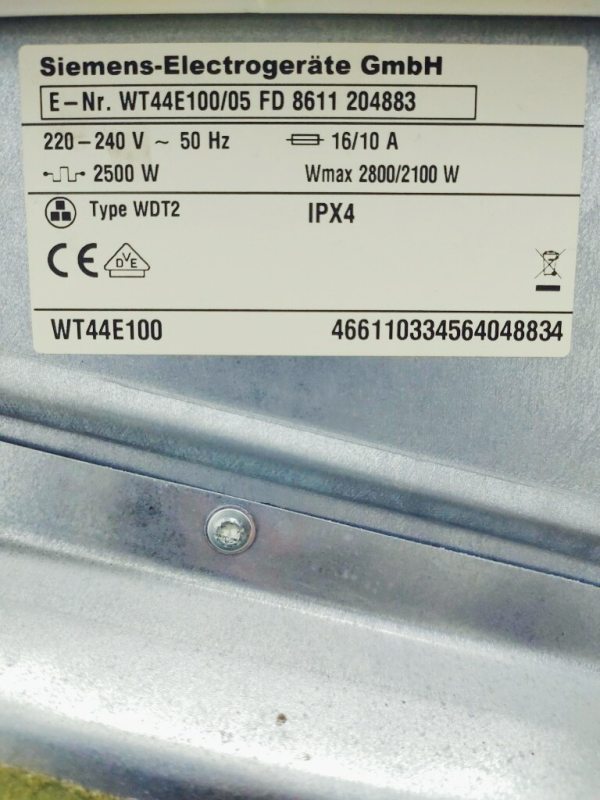 Siemens-Electrogeräte GmbH
E-Nr. WT44E100/05 FD 8611 204883
220-240 V ~ 50 Hz 16/10 A
2500 W Wmax 2800/2100 W
Type WDT2 IPX4
CE DVE
WT44E100 466110334564048834